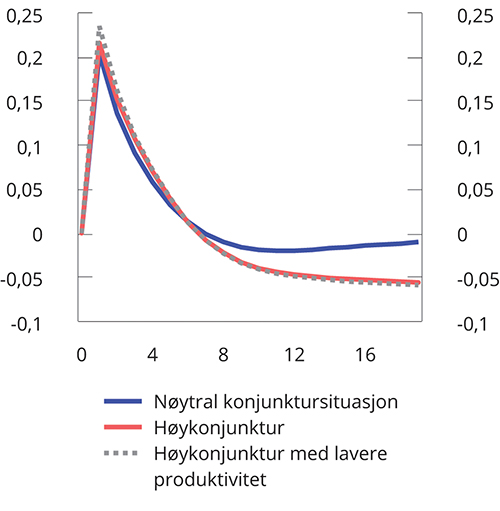 0,25 0,25
0,2 0,2
0,15 0,15
0,1 0,1
0,05 0,05
0 0
-0,05 -0,05
-0,1 -0,1
0 4 8 12 16
Nøytral konjunktursituasjon
Høykonjunktur
Høykonjunktur med lavere
produktivitet